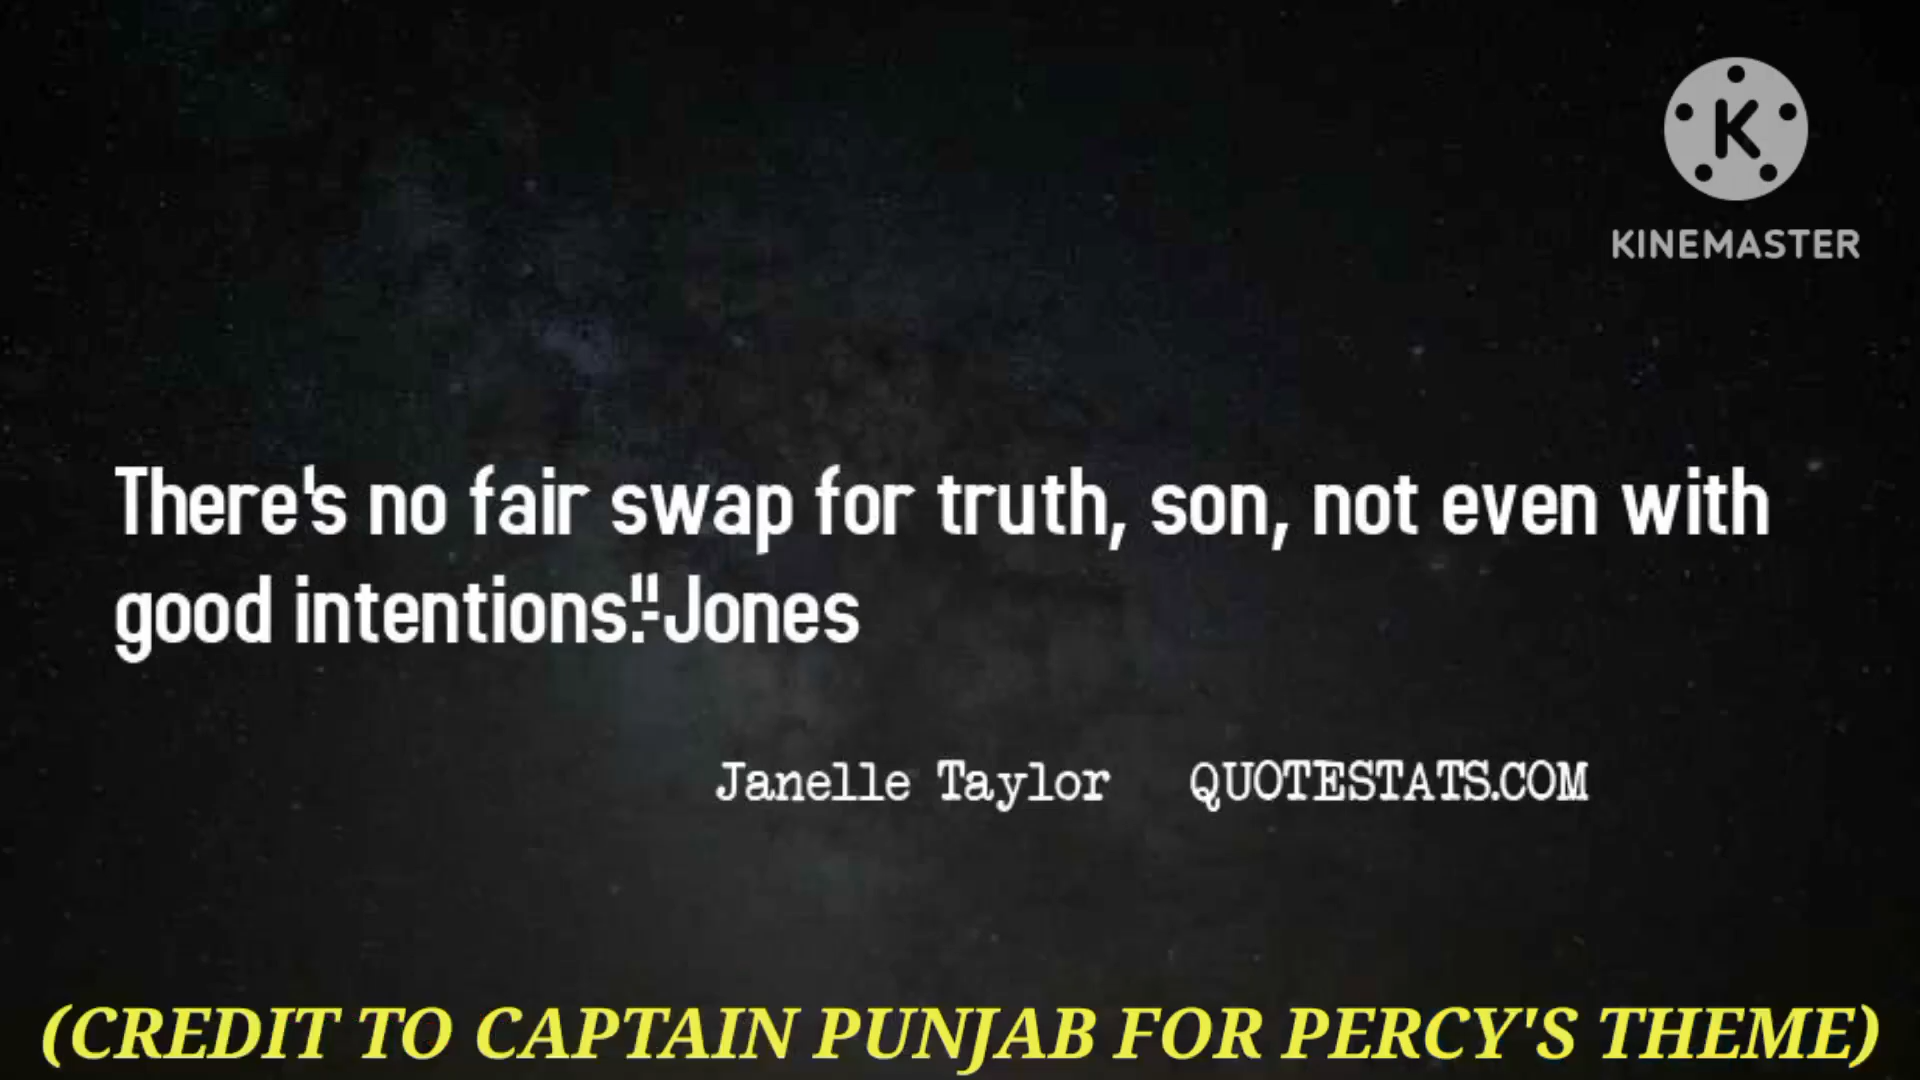 K
KINEMASTER
There's no fair swap for truth, son, not even with
good intentions."-Jones
Janelle Taylor QUOTESTATS.COM
(CREDIT TO CAPTAIN PUNJAB FOR PERCY'S THEME)